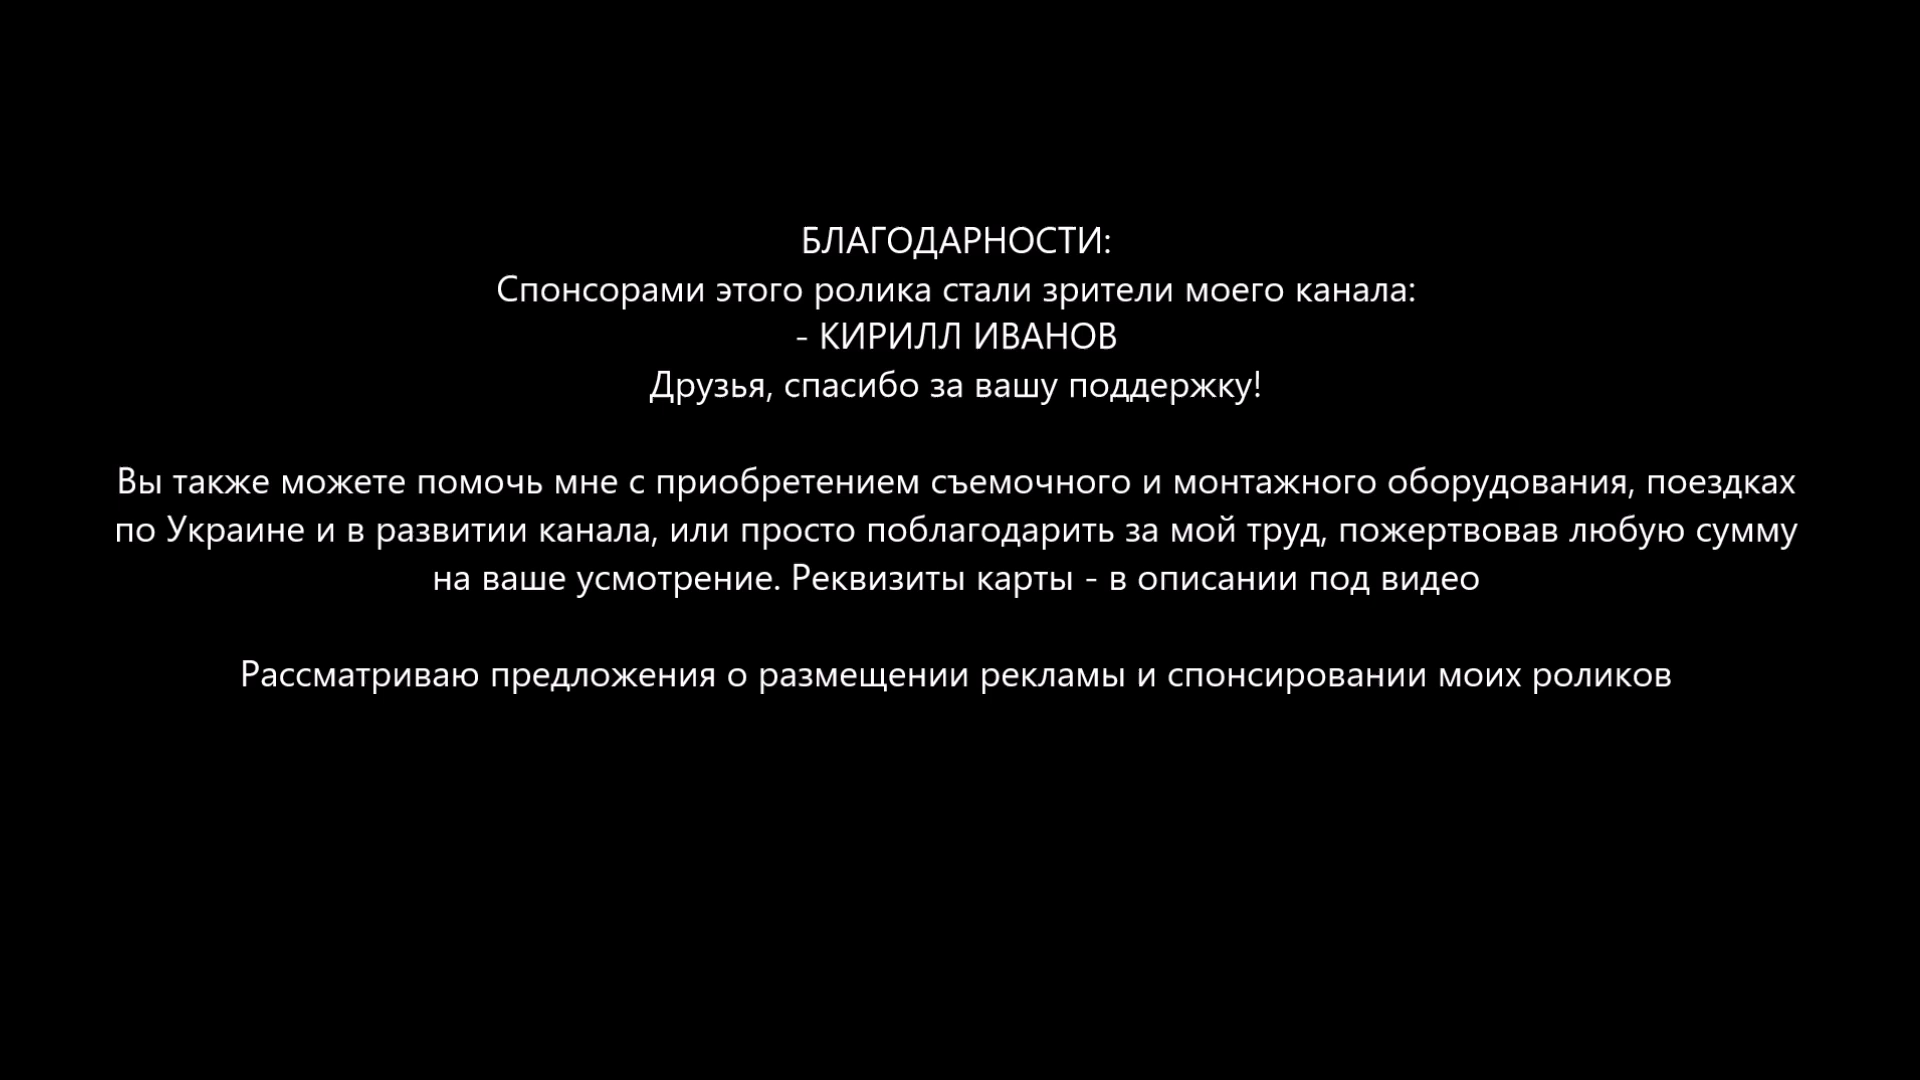 БЛАГОДАРНОСТИ:
Спонсорами этого ролика стали зрители моего канала:
- КИРИЛЛ ИВАНОВ
Друзья, спасибо за вашу поддержку!
Вы также можете помочь мне с приобретением съемочного и монтажного оборудования, поездках
по Украине и в развитии канала, или просто поблагодарить за мой труд, пожертвовав любую сумму
на ваше усмотрение. Реквизиты карты - в описании под видео
Рассматриваю предложения о размещении рекламы и спонсировании моих роликов